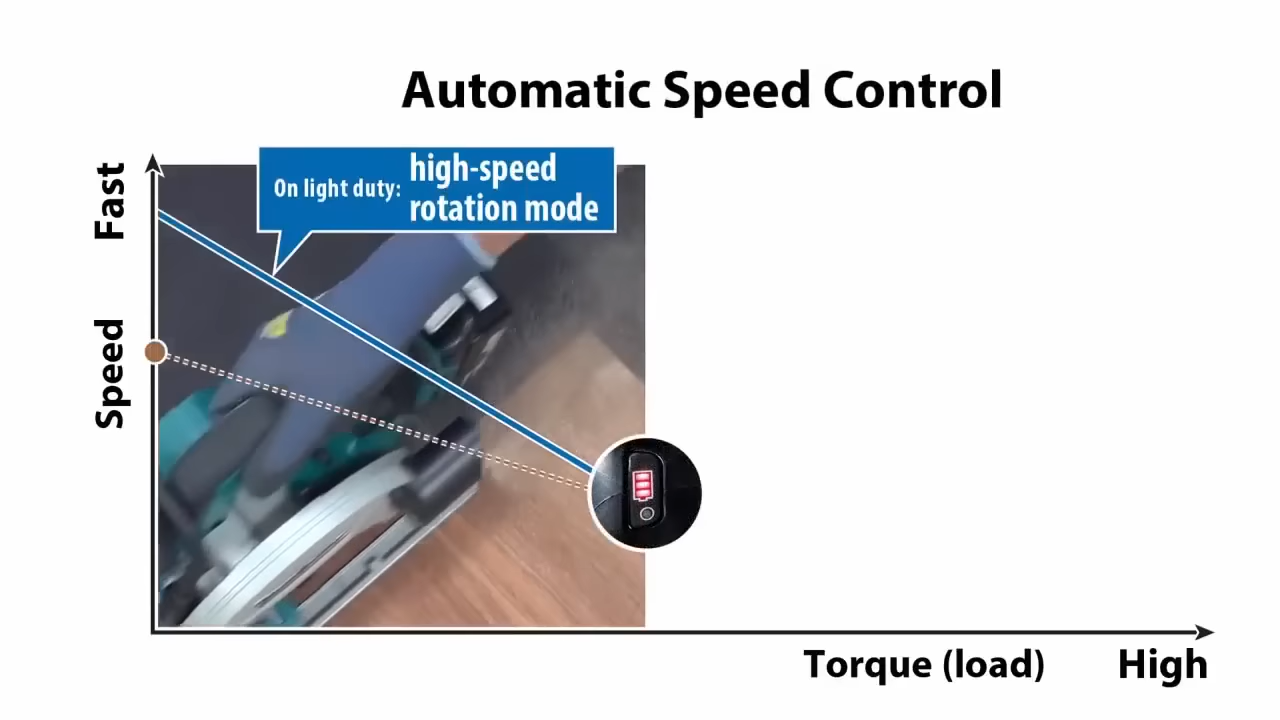 Automatic Speed Control
Fast
Speed
On light duty: high-speed
rotation mode
Torque (load)
High